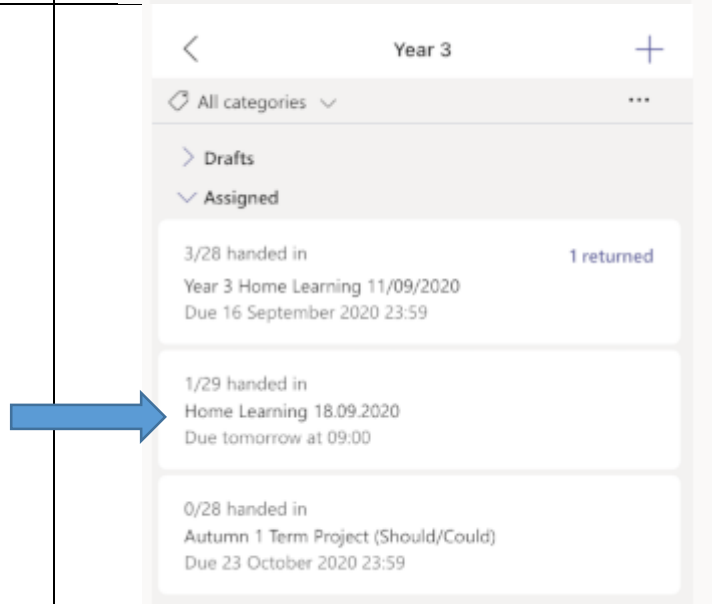 Year 3
All categories
Drafts
Assigned
3/28 handed in
1 returned
Year 3 Home Learning 11/09/2020
Due 16 September 2020 23:59
1/29 handed in
Home Learning 18.09.2020
Due tomorrow at 09:00
0/28 handed in
Autumn 1 Term Project (Should/Could)
Due 23 October 2020 23:59